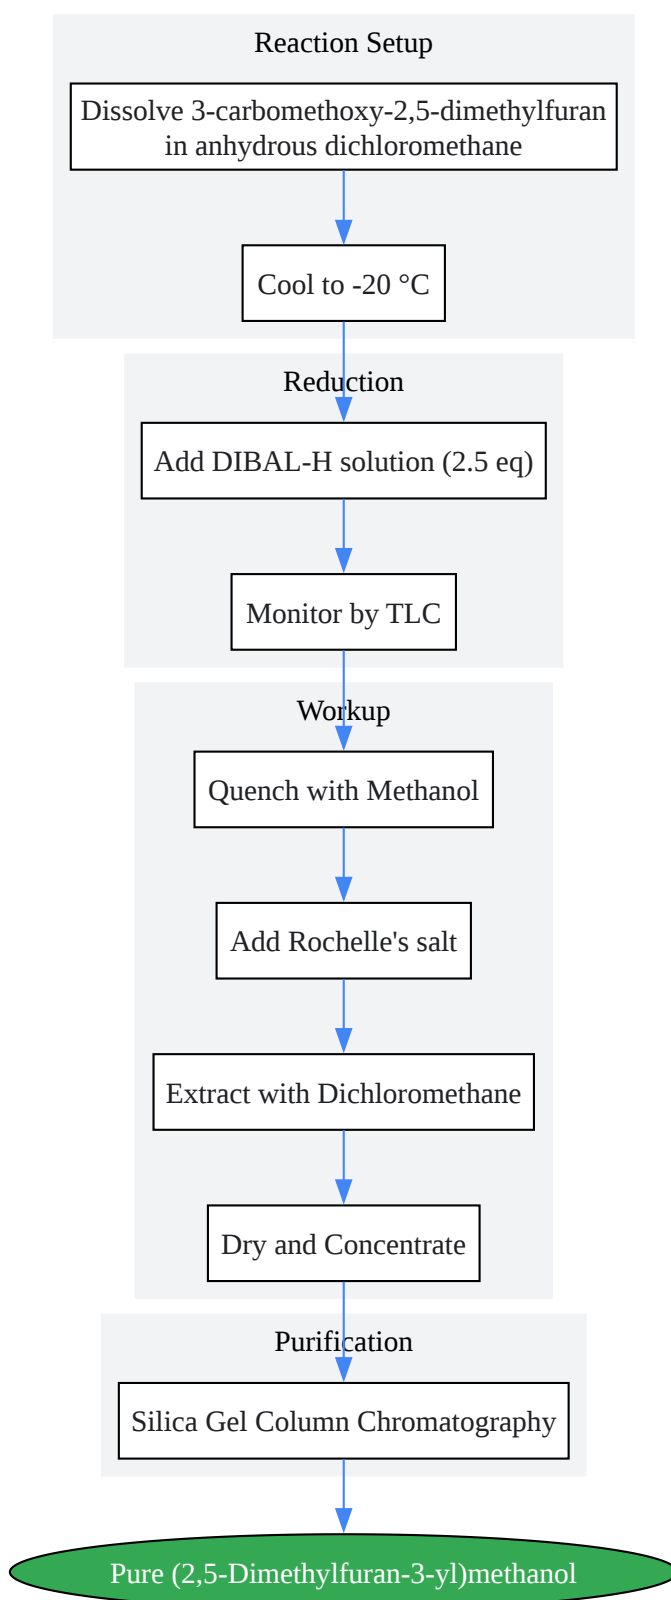 Reaction Setup
Dissolve 3-carbomethoxy-2,5-dimethylfuran
in anhydrous dichloromethane
Cool to -20 °C
Reduction
Add DIBAL-H solution (2.5 eq)
Monitor by TLC
Workup
Quench with Methanol
Add Rochelle's salt
Extract with Dichloromethane
Dry and Concentrate
Purification
Silica Gel Column Chromatography
Pure (2,5-Dimethylfuran-3-yl)methanol